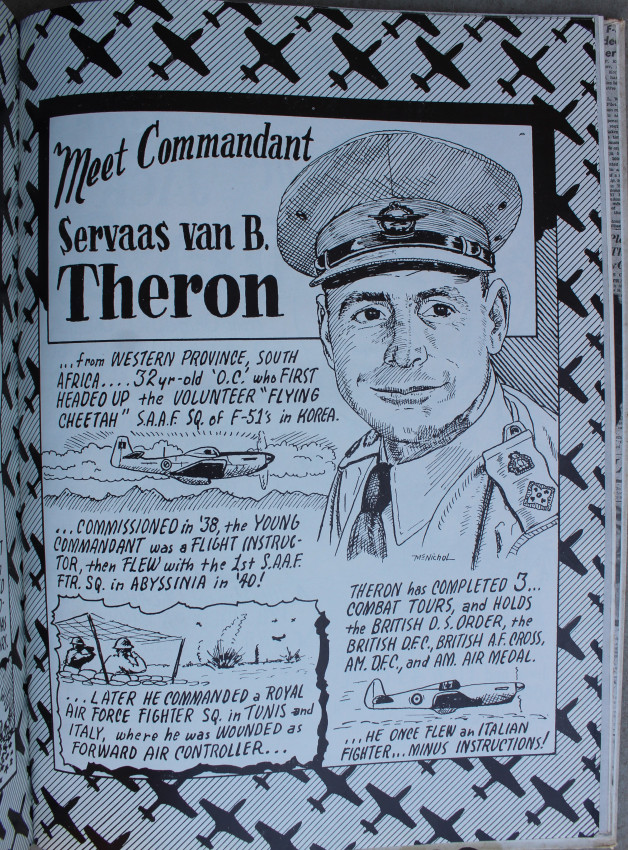 Meet Commandant
Servaas van B.
Theron
...from WESTERN PROVINCE, SOUTH
AFRICA.... 32yr-old 'O.C.' who FIRST
HEADED UP the VOLUNTEER "FLYING
CHEETAH" S.A.A.F. SQ. of F-51's in KOREA.
...COMMISSIONED in '38, the YOUNG
COMMANDANT was a FLIGHT INSTRUC-
TOR, then FLEW with the 1st S.A.A.F.
FTR. SQ. in ABYSSINIA in '40!
...LATER HE COMMANDED a ROYAL
AIR FORCE FIGHTER SQ. in TUNIS and
ITALY, where he was WOUNDED as
FORWARD AIR CONTROLLER...
McNichol
THERON has COMPLETED 3...
COMBAT TOURS, and HOLDS
the BRITISH D.S. ORDER, the
BRITISH D.F.C., BRITISH A.F. CROSS,
AM. D.F.C., and AM. AIR MEDAL.
...HE ONCE FLEW an ITALIAN
FIGHTER... MINUS INSTRUCTIONS!